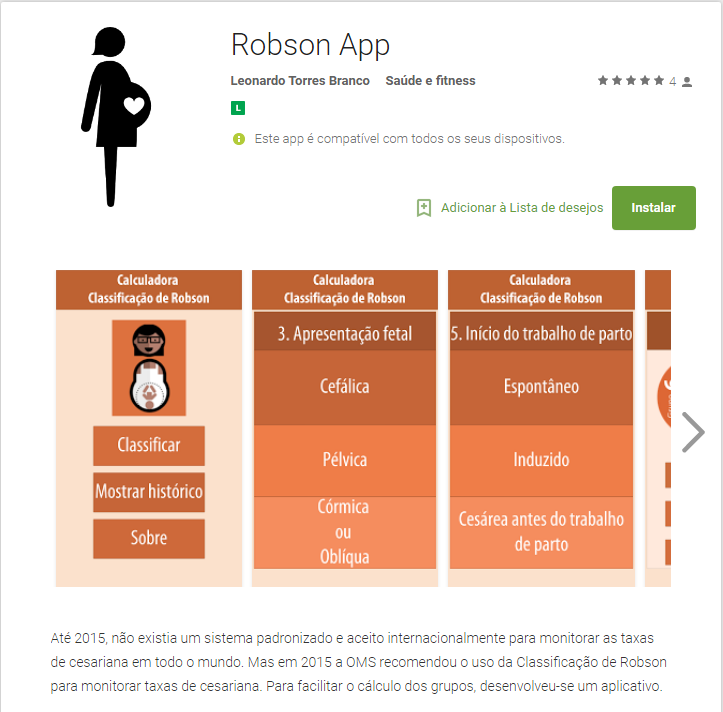 Robson App
Leonardo Torres Branco Saúde e fitness 4
L
Este app é compatível com todos os seus dispositivos.
Adicionar à Lista de desejos Instalar
Calculadora
Classificação de Robson
Classificar
Mostrar histórico
Sobre
Calculadora
Classificação de Robson
3. Apresentação fetal
Cefálica
Pélvica
Córmica
ou
Oblíqua
Calculadora
Classificação de Robson
5. Início do trabalho de parto
Espontâneo
Induzido
Cesárea antes do trabalho
de parto
Até 2015, não existia um sistema padronizado e aceito internacionalmente para monitorar as taxas
de cesariana em todo o mundo. Mas em 2015 a OMS recomendou o uso da Classificação de Robson
para monitorar taxas de cesariana. Para facilitar o cálculo dos grupos, desenvolveu-se um aplicativo.